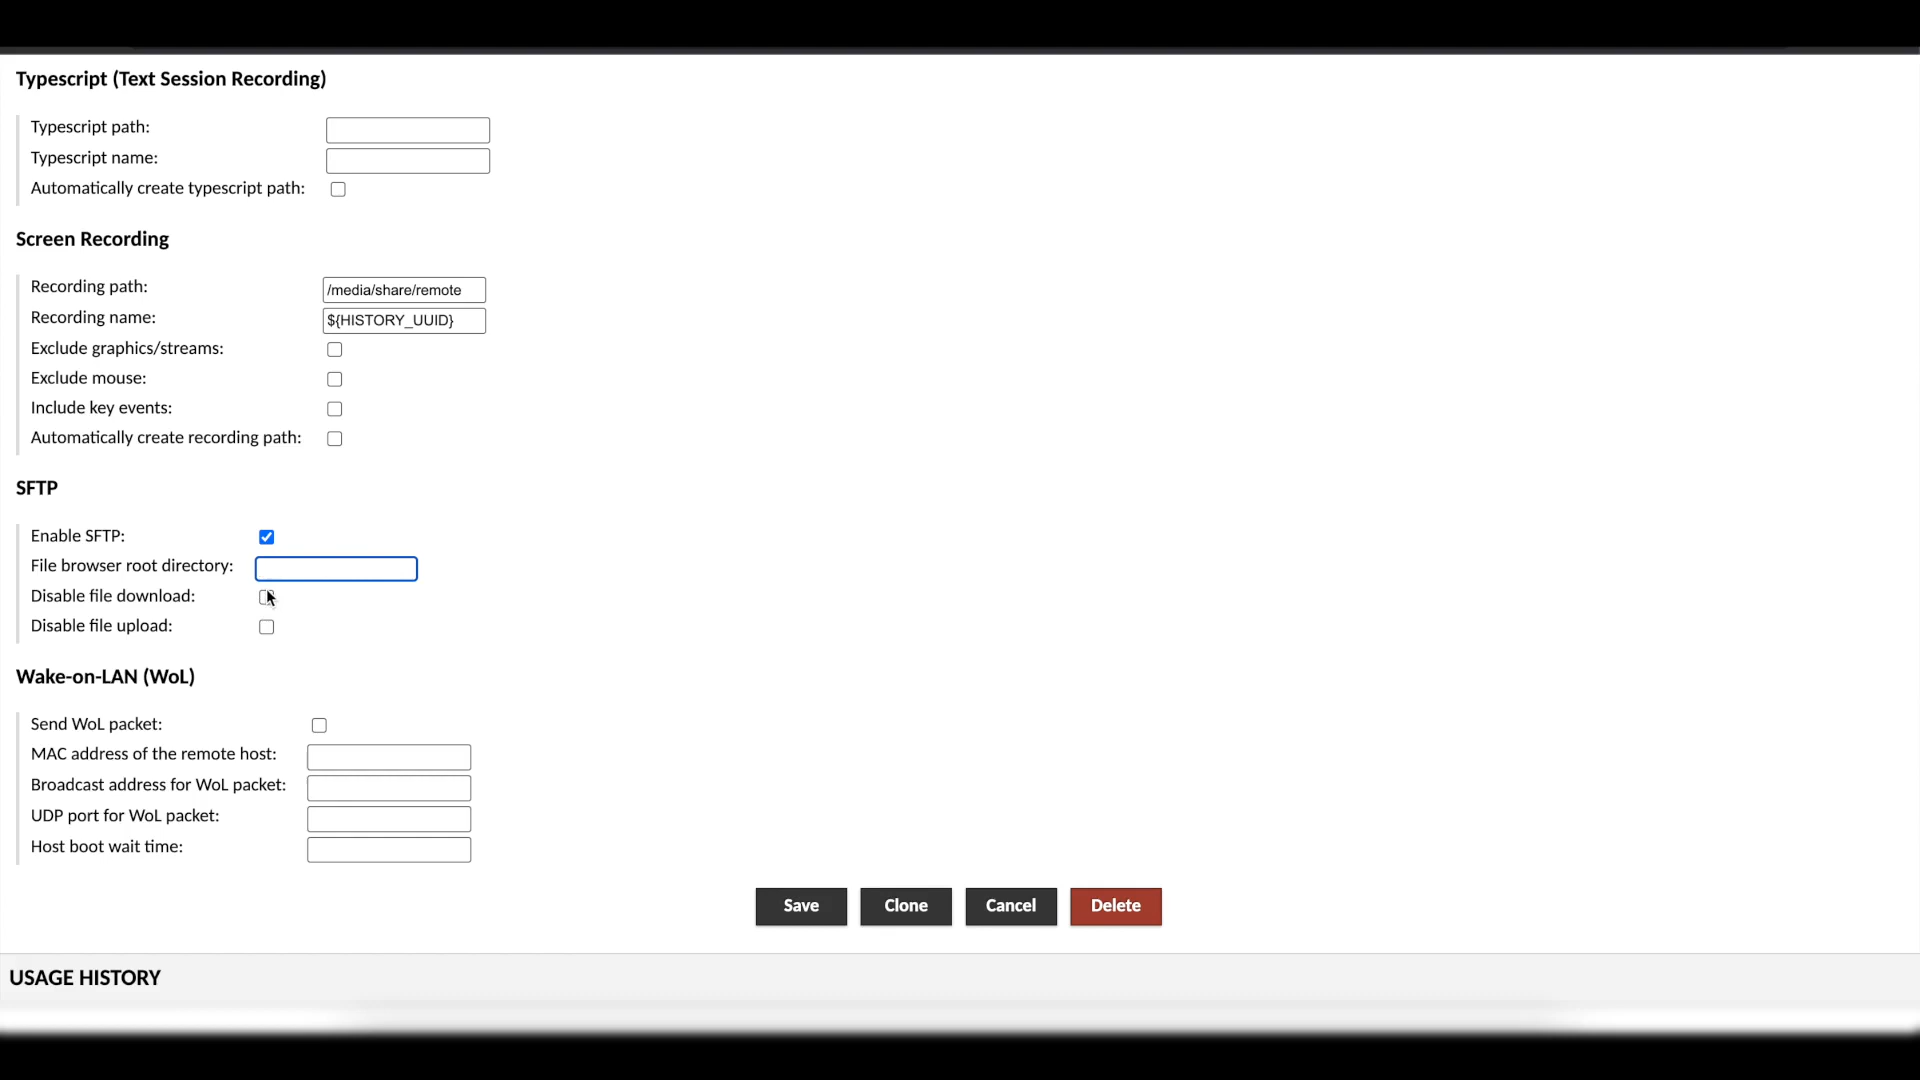 Typescript (Text Session Recording)
Typescript path:
Typescript name:
Automatically create typescript path:
Screen Recording
Recording path: /media/share/remote
Recording name: ${HISTORY_UUID}
Exclude graphics/streams:
Exclude mouse:
Include key events:
Automatically create recording path:
SFTP
Enable SFTP:
File browser root directory:
Disable file download:
Disable file upload:
Wake-on-LAN (WoL)
Send WoL packet:
MAC address of the remote host:
Broadcast address for WoL packet:
UDP port for WoL packet:
Host boot wait time:
Save Clone Cancel Delete
USAGE HISTORY